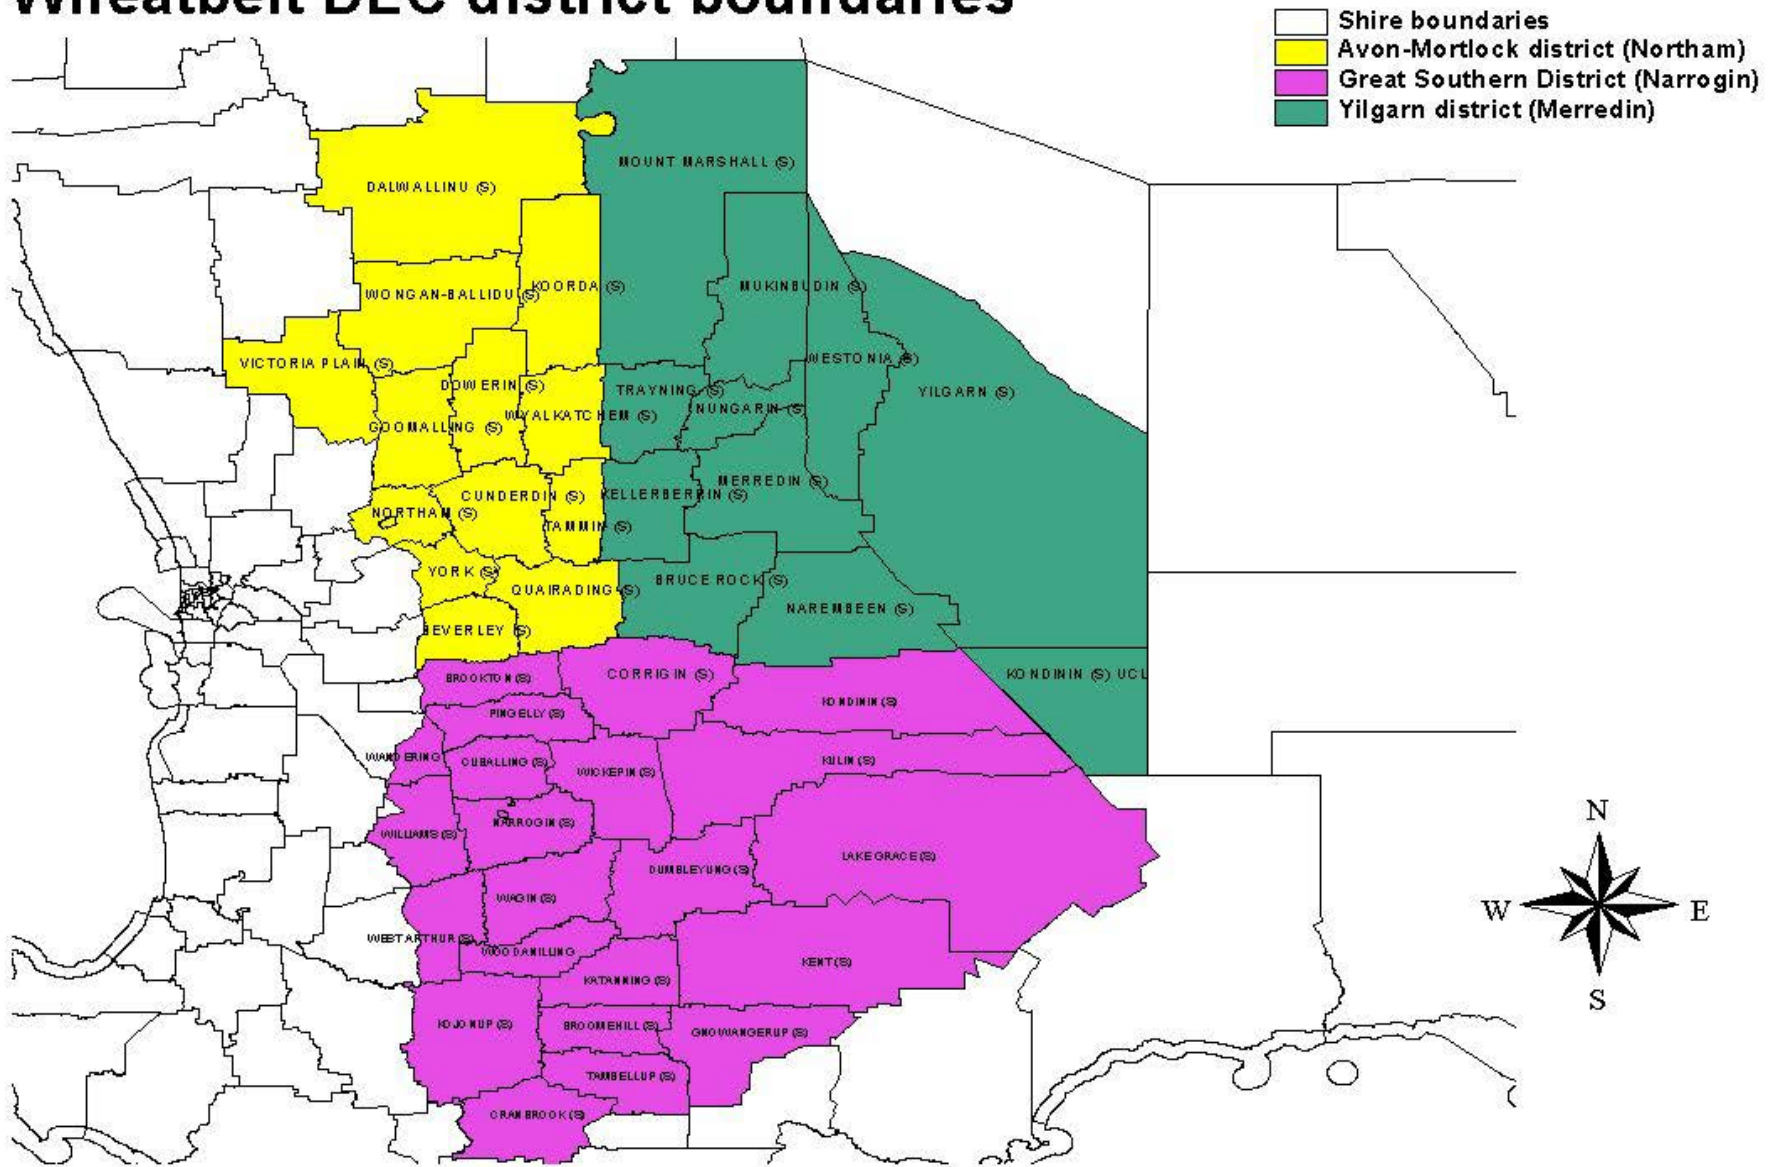 Wheatbelt DEC district boundaries
Shire boundaries
Avon-Mortlock district (Northam)
Great Southern District (Narrogin)
Yilgarn district (Merredin)
MOUNT MARSHALL (S)
DALWALLINU (S)
KOORDA (S)
MUKINBUDIN (S)
WONGAN-BALLIDU (S)
WESTONIA (S)
VICTORIA PLAIN (S)
DOWERIN (S)
TRAYNING (S)
YILGARN (S)
NUNGARIN (S)
WYALKATCHEM (S)
GOOMALLING (S)
MERREDIN (S)
CUNDERDIN (S)
KELLERBERRIN (S)
NORTHAM (S)
TAMMIN (S)
YORK (S)
BRUCE ROCK (S)
QUAIRADING (S)
NAREMBEEN (S)
BEVERLEY (S)
BROOKTON (S)
CORRIGIN (S)
KONDININ (S) UCL
KONDININ (S)
PINGELLY (S)
WANDERING
CUBALLING (S)
WICKEPIN (S)
KULIN (S)
NARROGIN (S)
WILLIAMS (S)
LAKE GRACE (S)
DUMBLEYUNG (S)
WAGIN (S)
WEST ARTHUR (S)
WOODANILLING
KENT (S)
KATANNING (S)
KOJONUP (S)
BROOMEHILL (S)
GNOWANGERUP (S)
TAMBELLUP (S)
CRANBROOK (S)
N
W
E
S